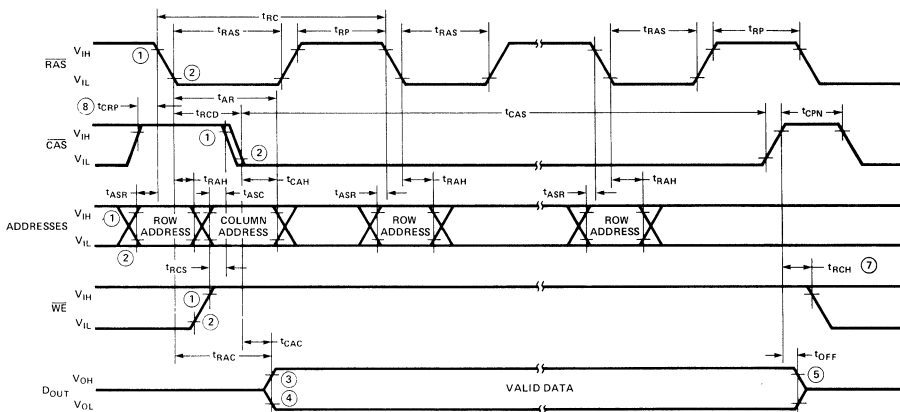 tRC
tRAS
tRP
tRAS
tRAS
tRP
RAS
VIH
VIL
①
②
tAR
⑧ tCRP
tRCD
tCAS
tCPN
CAS
VIH
VIL
①
②
tRAH
tCAH
tASR
tASC
tASR
tRAH
tASR
tRAH
ADDRESSES
VIH
VIL
①
②
ROW ADDRESS
COLUMN ADDRESS
ROW ADDRESS
ROW ADDRESS
tRCS
tRCH ⑦
WE
VIH
VIL
①
②
tCAC
tRAC
tOFF
DOUT
VOH
VOL
③
④
VALID DATA
⑤